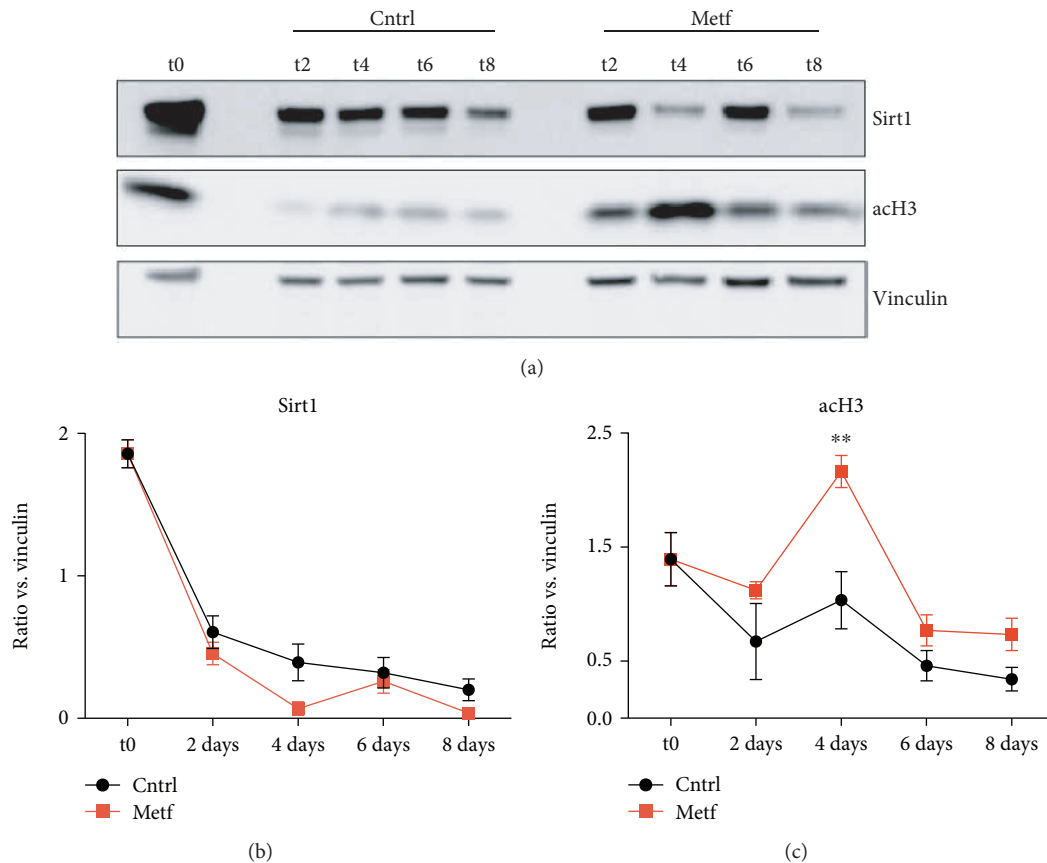 Cntrl Metf
t0 t2 t4 t6 t8 t2 t4 t6 t8
Sirt1
acH3
Vinculin
(a)
Sirt1
2
1
0
Ratio vs. vinculin
t0 2 days 4 days 6 days 8 days
Cntrl
Metf
(b)
acH3
**
2.5
1.5
0.5
0.0
Ratio vs. vinculin
t0 2 days 4 days 6 days 8 days
Cntrl
Metf
(c)